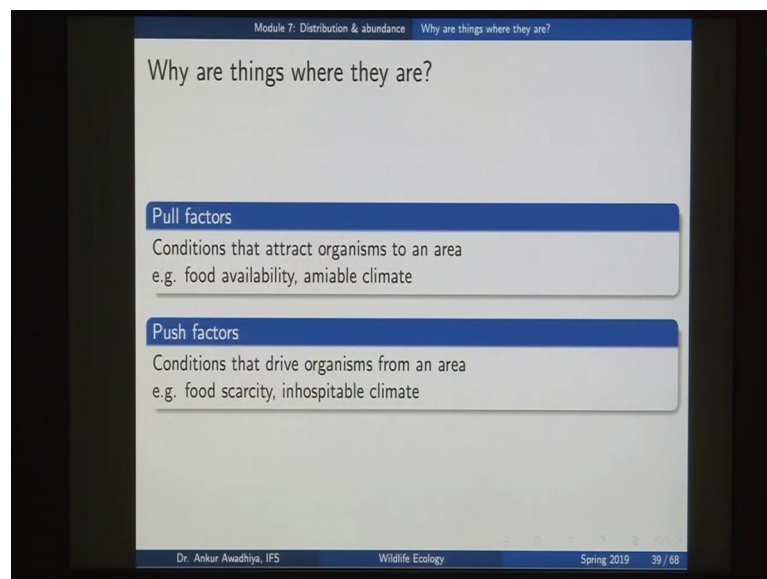 Module 7: Distribution & abundance Why are things where they are?
Why are things where they are?
Pull factors
Conditions that attract organisms to an area
e.g. food availability, amiable climate
Push factors
Conditions that drive organisms from an area
e.g. food scarcity, inhospitable climate
Dr. Ankur Awadhiya, IFS Wildlife Ecology Spring 2019 39 / 68